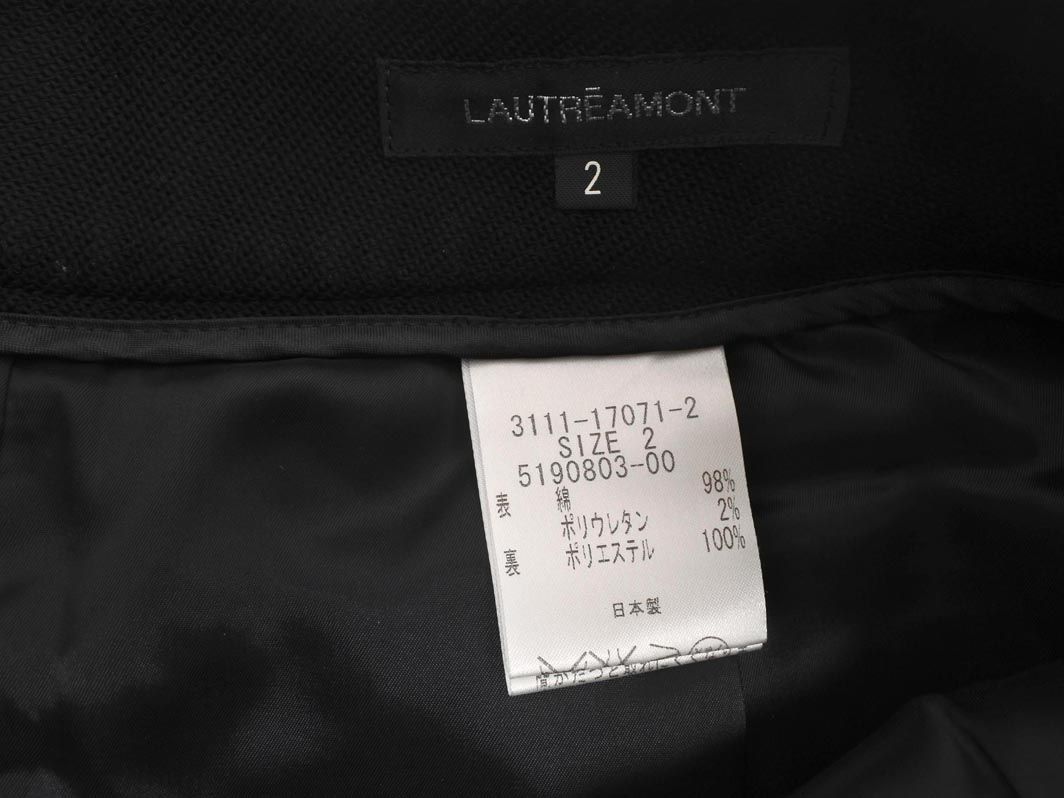 LAUTRĒAMONT
2
3111-17071-2
SIZE 2
5190803-00
表 綿 98%
ポリウレタン 2%
裏 ポリエステル 100%
日本製